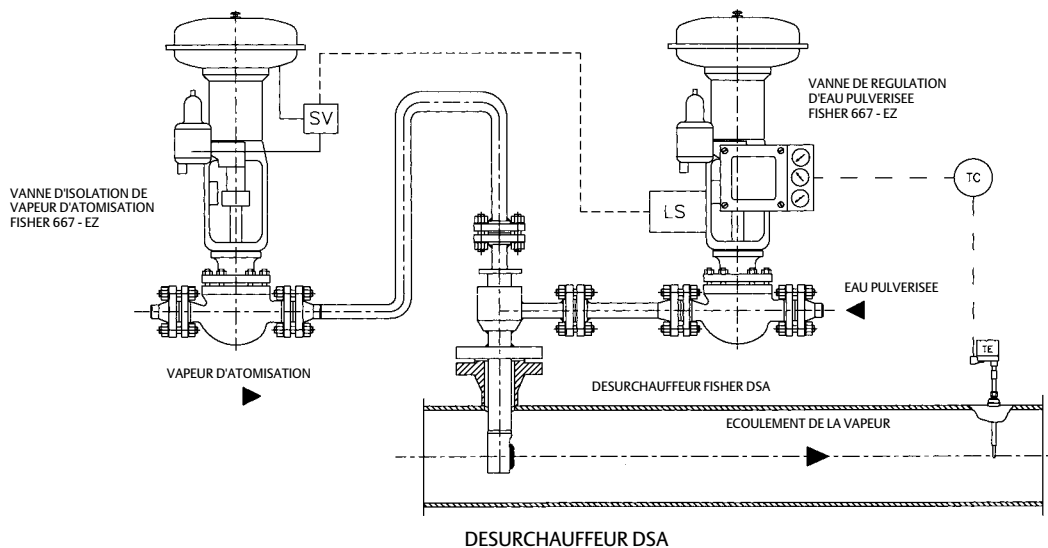 VANNE DE REGULATION
D'EAU PULVERISEE
FISHER 667 - EZ
SV
TC
VANNE D'ISOLATION DE
VAPEUR D'ATOMISATION
FISHER 667 - EZ
LS
EAU PULVERISEE
TE
VAPEUR D'ATOMISATION
DESURCHAUFFEUR FISHER DSA
ECOULEMENT DE LA VAPEUR
DESURCHAUFFEUR DSA